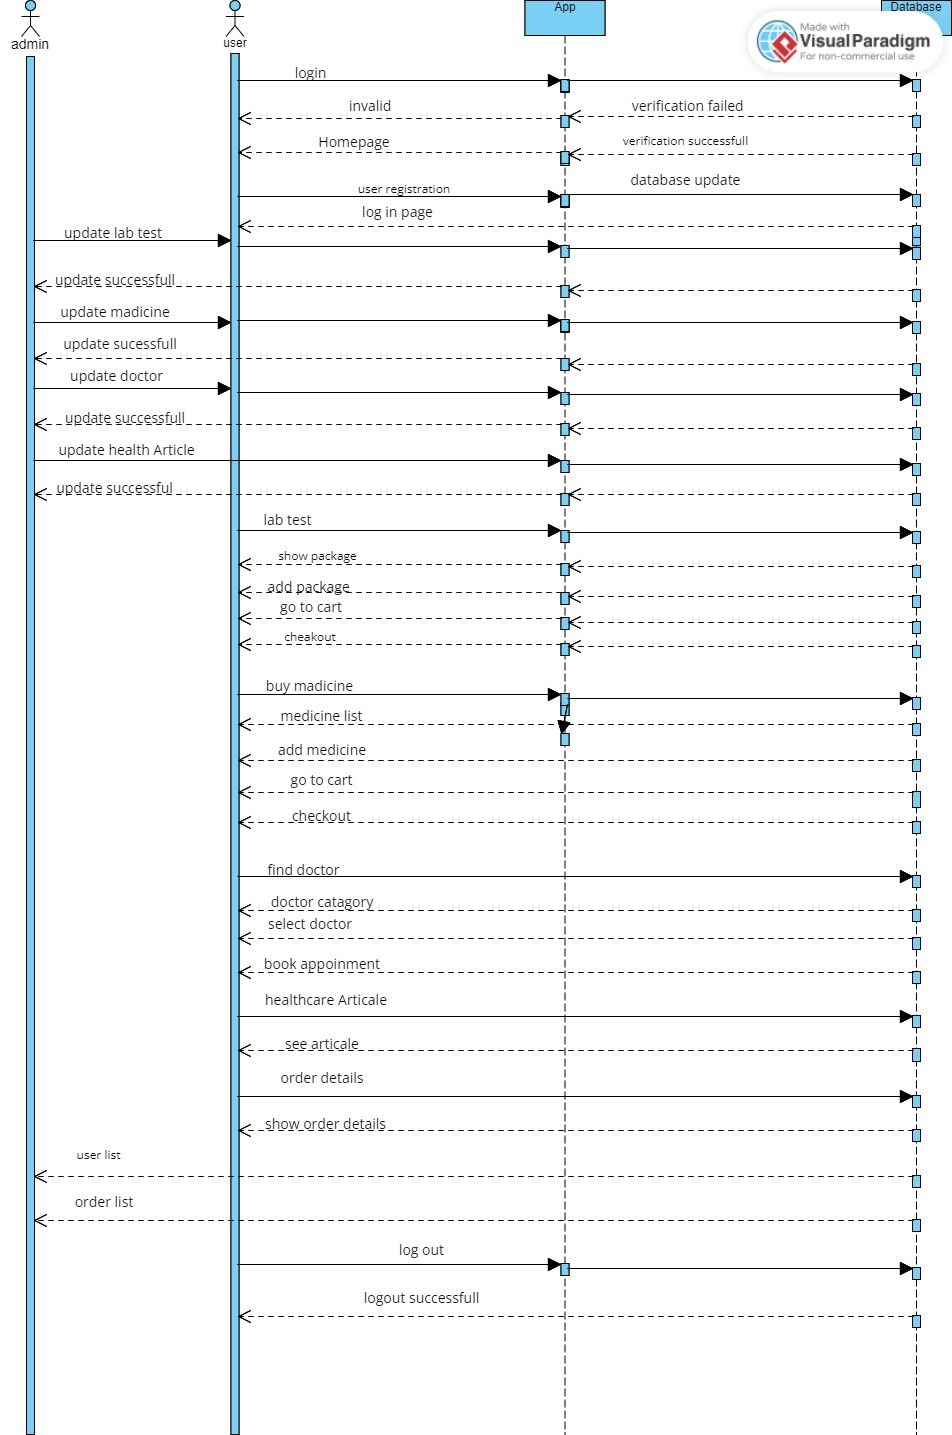 App
Database
Made with
VisualParadigm
For non-commercial use
admin
user
login
invalid
verification failed
Homepage
verification successfull
database update
user registration
log in page
update lab test
update successfull
update madicine
update sucessfull
update doctor
update successfull
update health Article
update successful
lab test
show package
add package
go to cart
cheakout
buy madicine
medicine list
add medicine
go to cart
checkout
find doctor
doctor catagory
select doctor
book appoinment
healthcare Articale
see articale
order details
show order details
user list
order list
log out
logout successfull